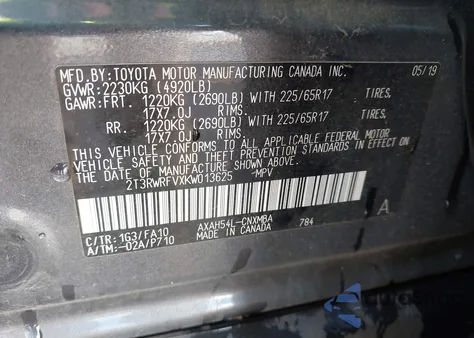 MFD.BY:TOYOTA MOTOR MANUFACTURING CANADA INC. 05/19
GVWR:2230KG (4920LB)
GAWR:FRT. 1220KG (2690LB) WITH 225/65R17 TIRES.
17X7.0J RIMS.
RR. 1220KG (2690LB) WITH 225/65R17 TIRES.
17X7.0J RIMS.
THIS VEHICLE CONFORMS TO ALL APPLICABLE FEDERAL MOTOR
VEHICLE SAFETY STANDARDS IN EFFECT ON THE DATE OF
MANUFACTURE SHOWN ABOVE.
2T3RWRFVXKW013625 -MPV
C/TR:1G3/FA10 AXAH54L-CNXMBA 784 A
A/TM:-02A/P710 MADE IN CANADA